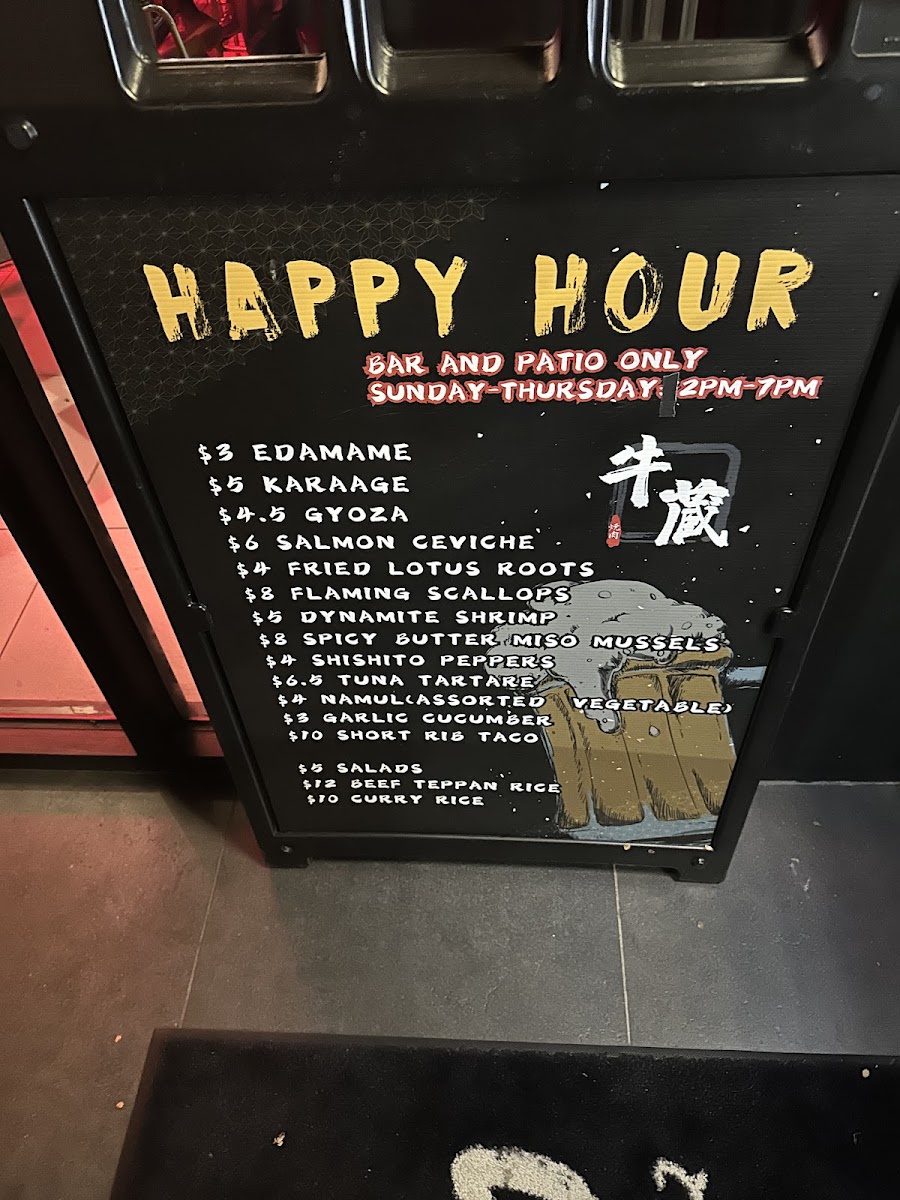 HAPPY HOUR
BAR AND PATIO ONLY
SUNDAY-THURSDAY 2PM-7PM
牛蔵
焼肉
$3 EDAMAME
$5 KARAAGE
$4.5 GYOZA
$6 SALMON CEVICHE
$4 FRIED LOTUS ROOTS
$8 FLAMING SCALLOPS
$5 DYNAMITE SHRIMP
$8 SPICY BUTTER MISO MUSSELS
$4 SHISHITO PEPPERS
$6.5 TUNA TARTARE
$4 NAMUL(ASSORTED VEGETABLE)
$3 GARLIC CUCUMBER
$10 SHORT RIB TACO
$5 SALADS
$12 BEEF TEPPAN RICE
$10 CURRY RICE